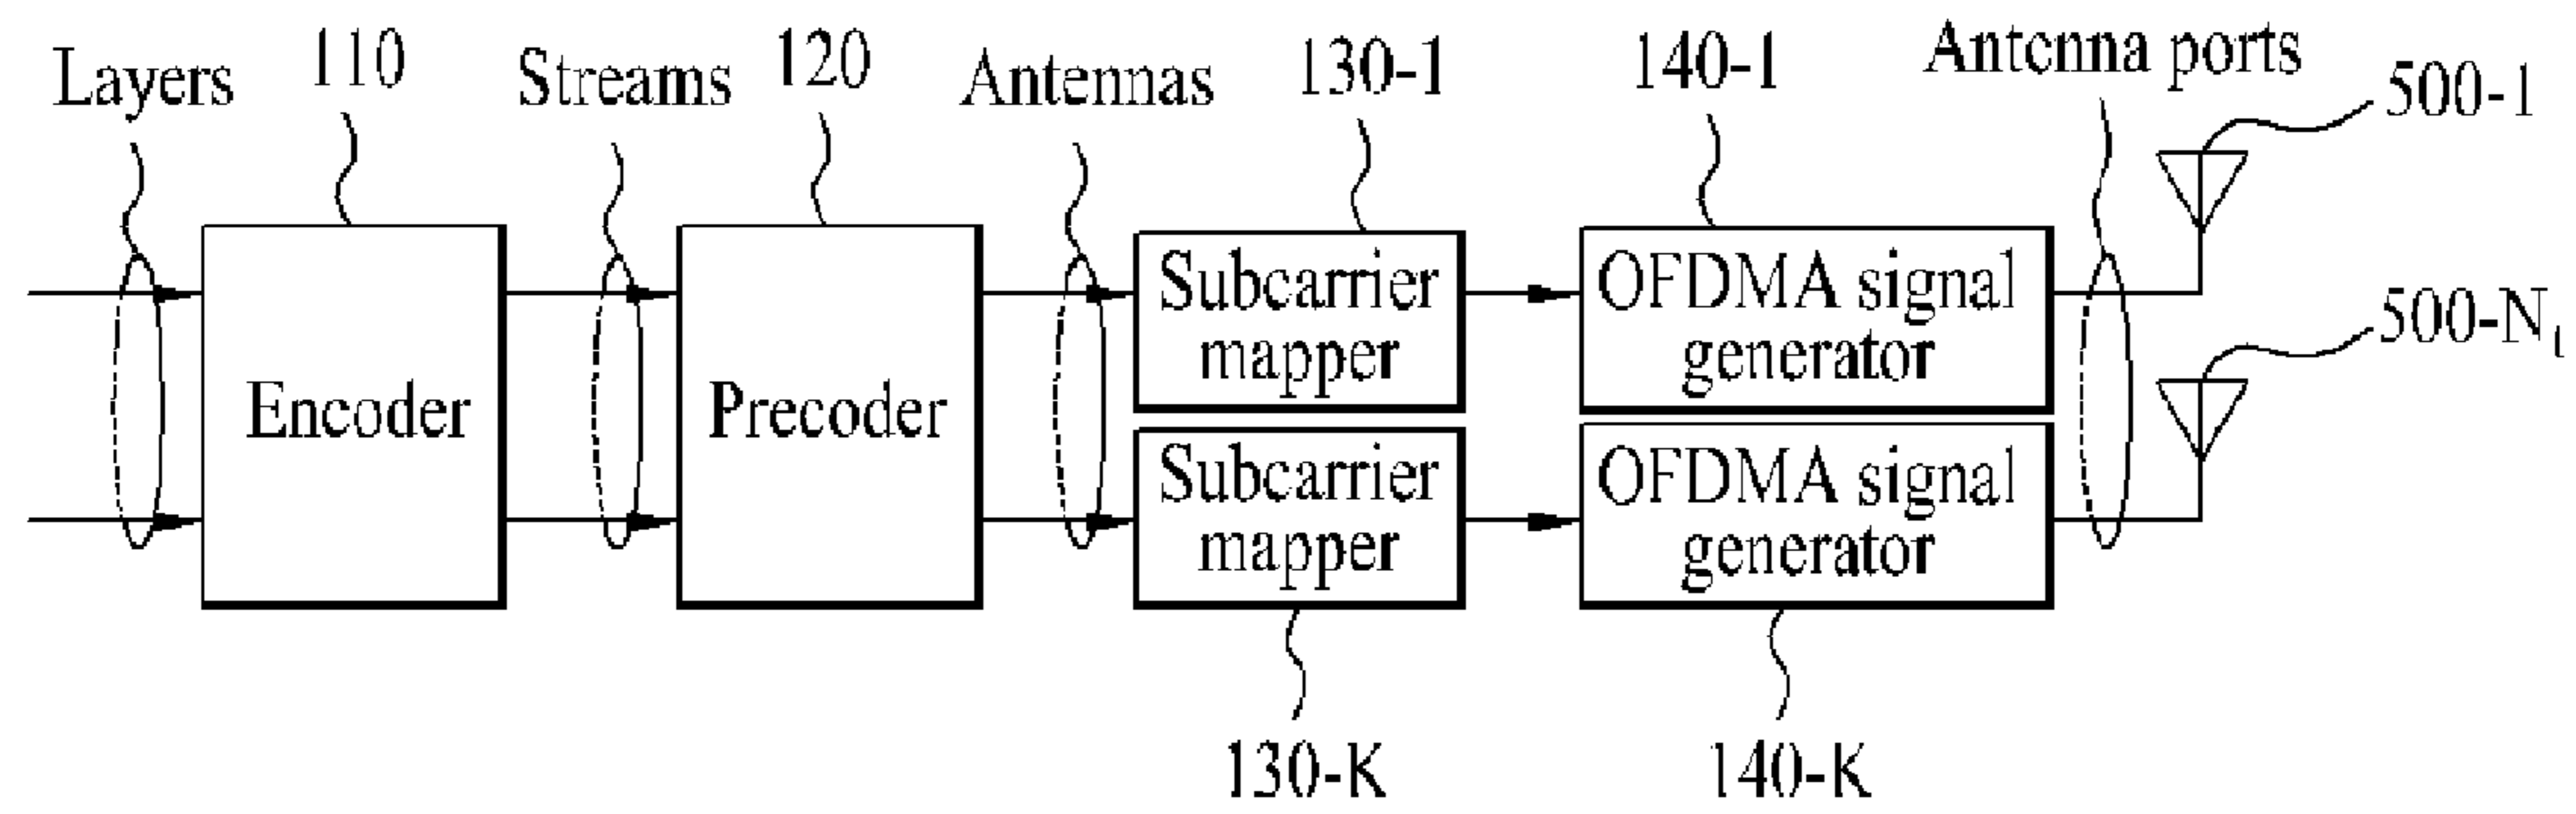 Layers
110
Streams
120
Antennas
130-1
140-1
Antenna ports
500-1
500-Nt
Encoder
Precoder
Subcarrier
mapper
OFDMA signal
generator
Subcarrier
mapper
OFDMA signal
generator
130-K
140-K